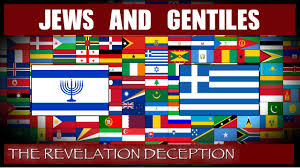 JEWS AND GENTILES
THE REVELATION DECEPTION